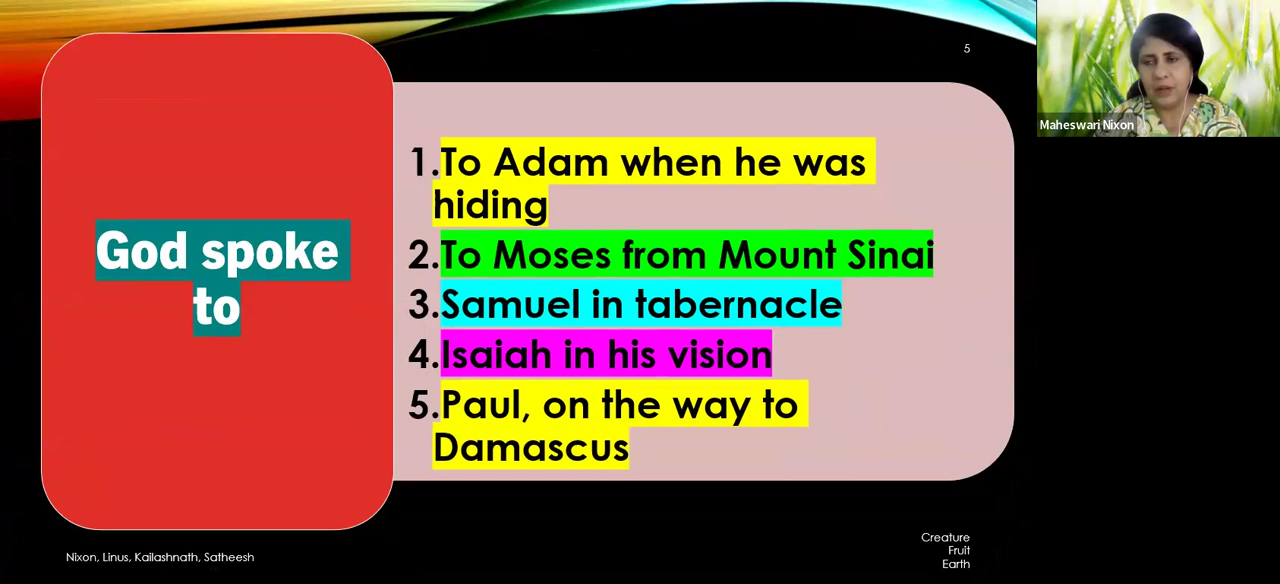 5
Maheswari Nixon
God spoke
to
1.To Adam when he was
hiding
2.To Moses from Mount Sinai
3.Samuel in tabernacle
4.Isaiah in his vision
5.Paul, on the way to
Damascus
Nixon, Linus, Kailashnath, Satheesh
Creature
Fruit
Earth